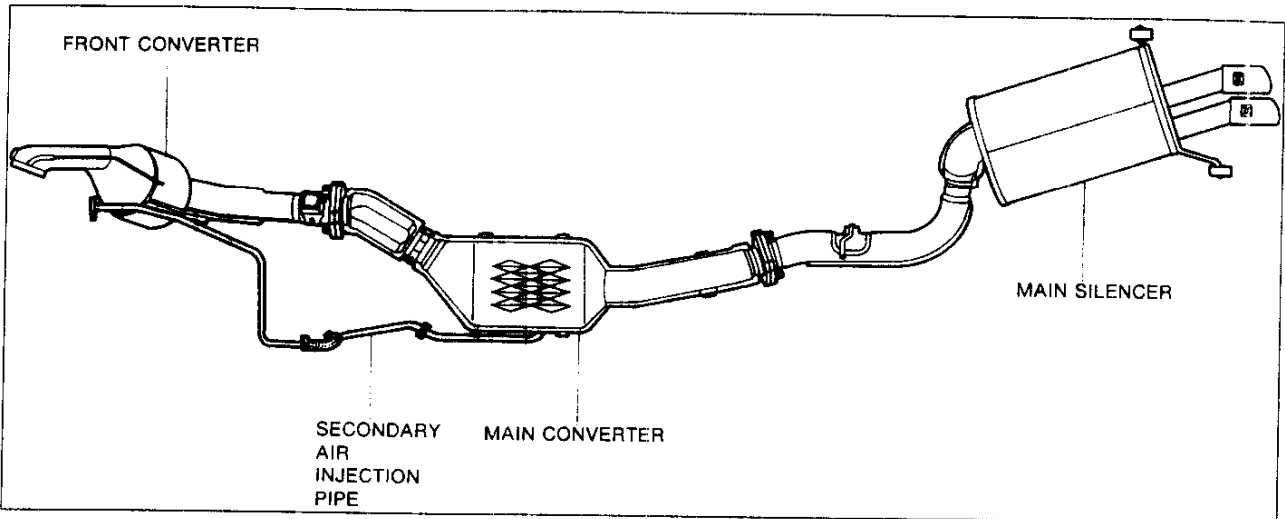 FRONT CONVERTER
MAIN SILENCER
SECONDARY
AIR
INJECTION
PIPE
MAIN CONVERTER